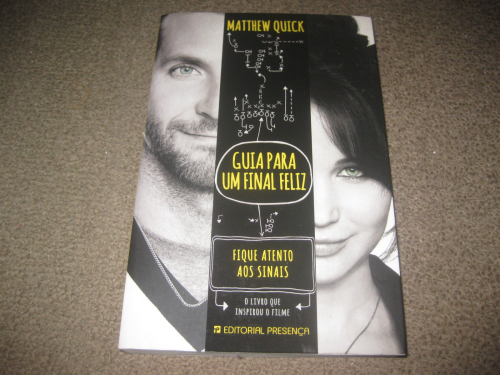 MATTHEW QUICK
GUIA PARA
UM FINAL FELIZ
FIQUE ATENTO
AOS SINAIS
O LIVRO QUE
INSPIROU O FILME
EDITORIAL PRESENÇA